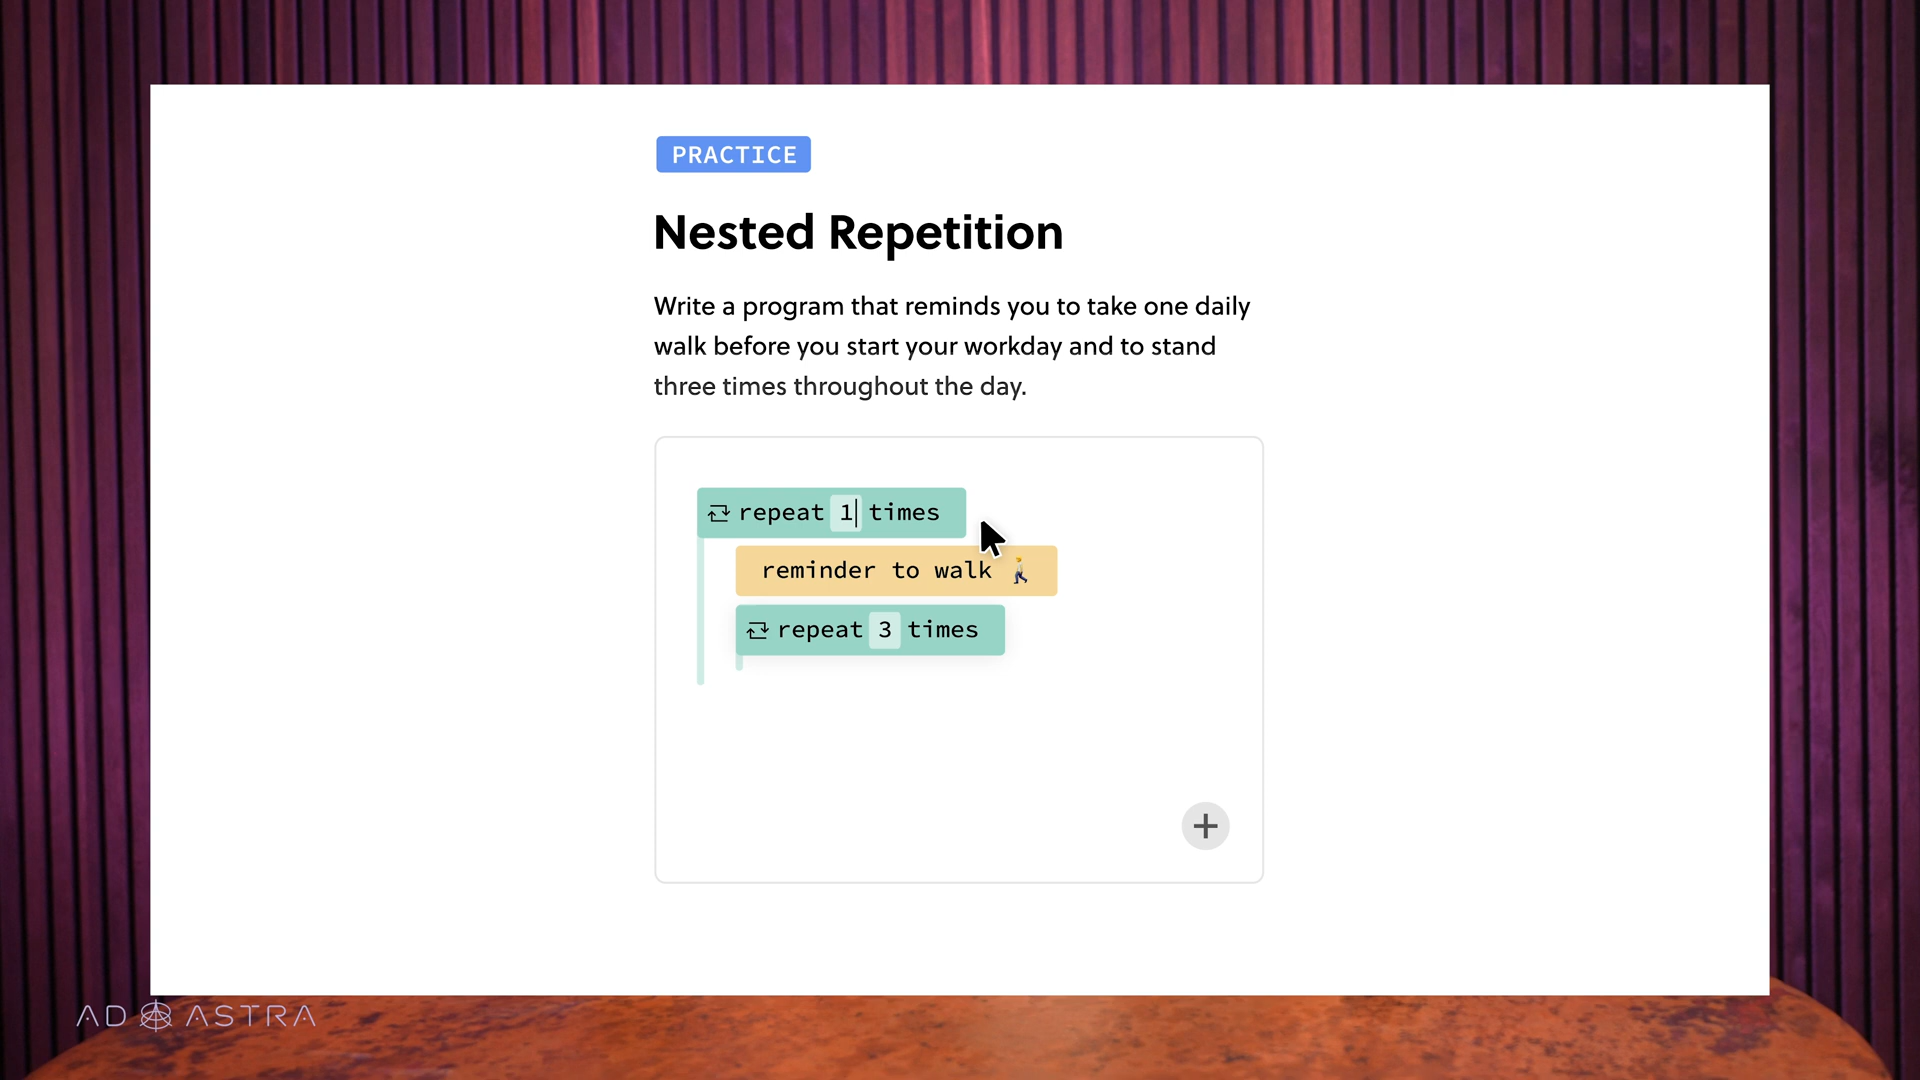 PRACTICE
Nested Repetition
Write a program that reminds you to take one daily
walk before you start your workday and to stand
three times throughout the day.
repeat 1 times
reminder to walk 🚶
repeat 3 times
AD ASTRA